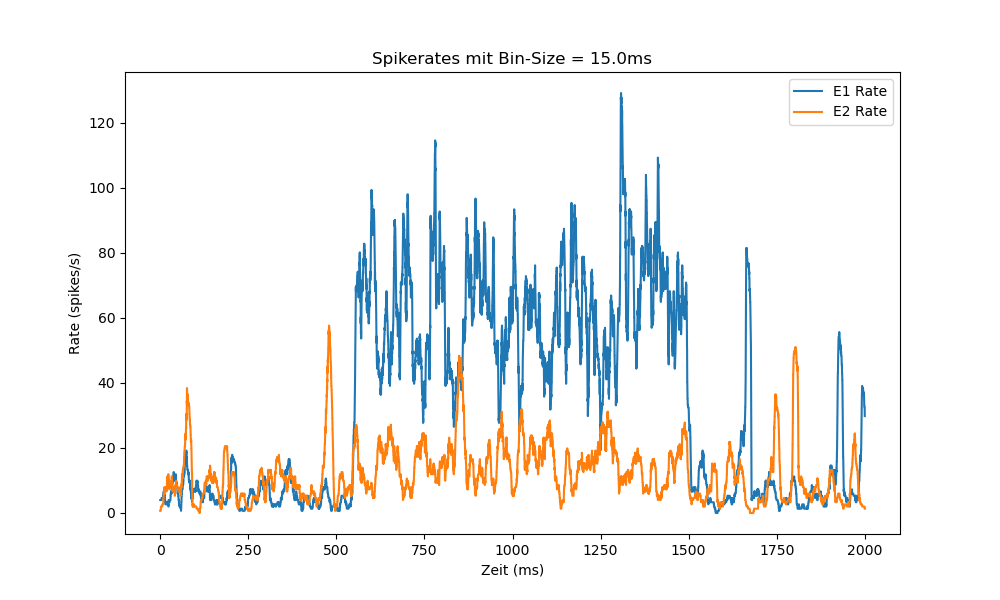 Spikerates mit Bin-Size = 15.0ms
E1 Rate
E2 Rate
120
100
80
60
40
20
0
Rate (spikes/s)
0 250 500 750 1000 1250 1500 1750 2000
Zeit (ms)